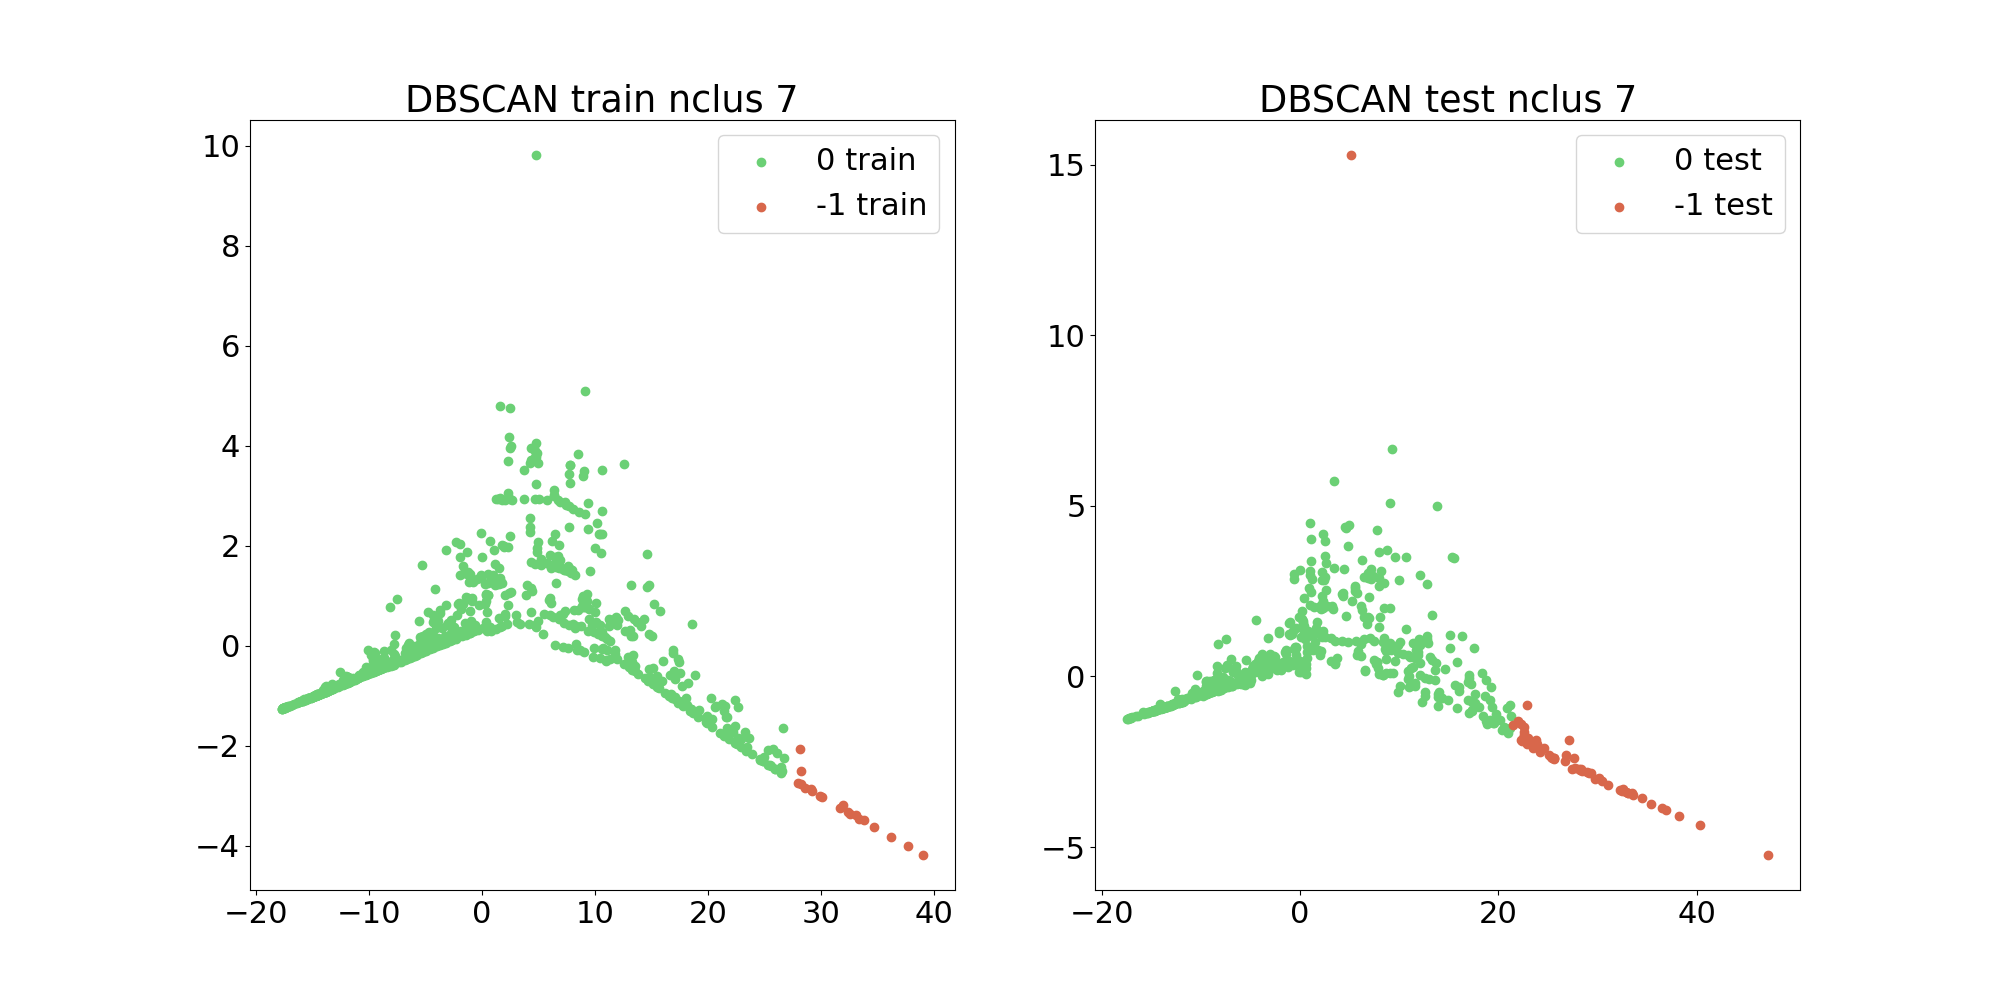 DBSCAN train nclus 7
10
8
6
4
2
0
−2
−4
−20 −10 0 10 20 30 40
0 train
-1 train
DBSCAN test nclus 7
15
10
5
0
−5
−20 0 20 40
0 test
-1 test